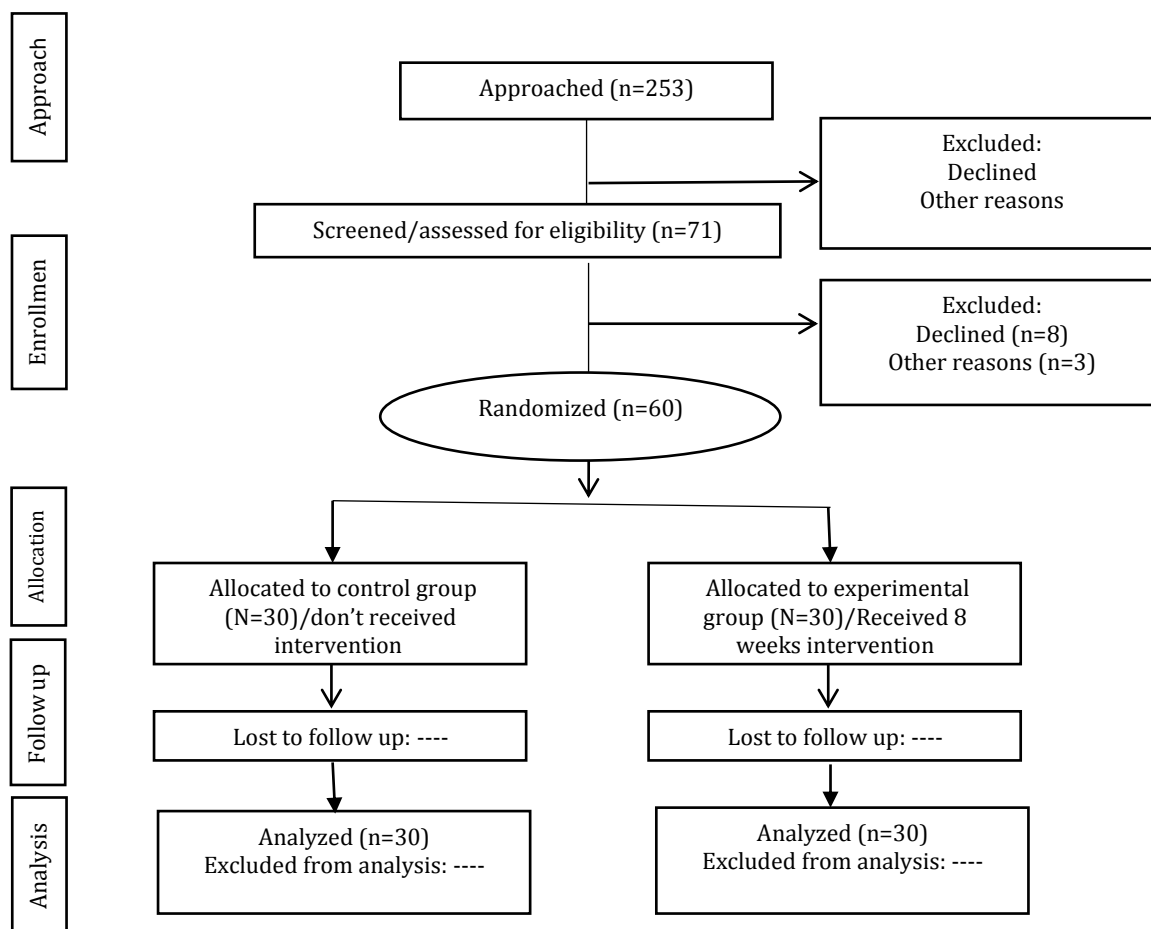 Approach
Approached (n=253)
Excluded:
Declined
Other reasons
Screened/assessed for eligibility (n=71)
Enrollmen
Excluded:
Declined (n=8)
Other reasons (n=3)
Randomized (n=60)
Allocation
Allocated to control group
(N=30)/don’t received
intervention
Allocated to experimental
group (N=30)/Received 8
weeks intervention
Follow up
Lost to follow up: ----
Lost to follow up: ----
Analysis
Analyzed (n=30)
Excluded from analysis: ----
Analyzed (n=30)
Excluded from analysis: ----